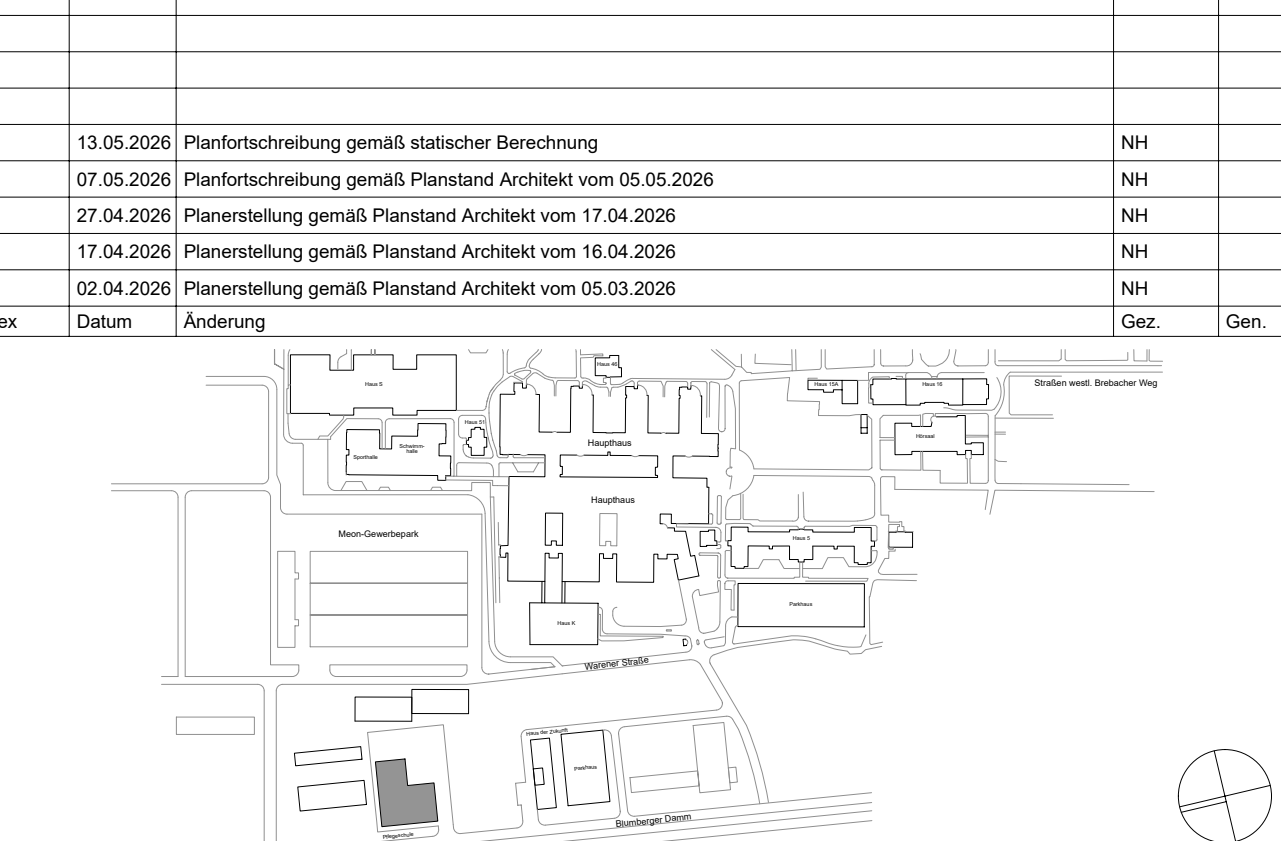 13.05.2026 Planfortschreibung gemäß statischer Berechnung NH
07.05.2026 Planfortschreibung gemäß Planstand Architekt vom 05.05.2026 NH
27.04.2026 Planerstellung gemäß Planstand Architekt vom 17.04.2026 NH
17.04.2026 Planerstellung gemäß Planstand Architekt vom 16.04.2026 NH
02.04.2026 Planerstellung gemäß Planstand Architekt vom 05.03.2026 NH
ex Datum Änderung Gez. Gen.
Haus 46
Haus S
Haus 15A
Haus 16
Straßen westl. Brebacher Weg
Haus 51
Hörsaal
Haupthaus
Schwimm-
halle
Sporthalle
Haupthaus
Meon-Gewerbepark
Haus 5
Parkhaus
Haus K
Warener Straße
Haus der Zukunft
Parkhaus
Blumberger Damm
Pflegeschule